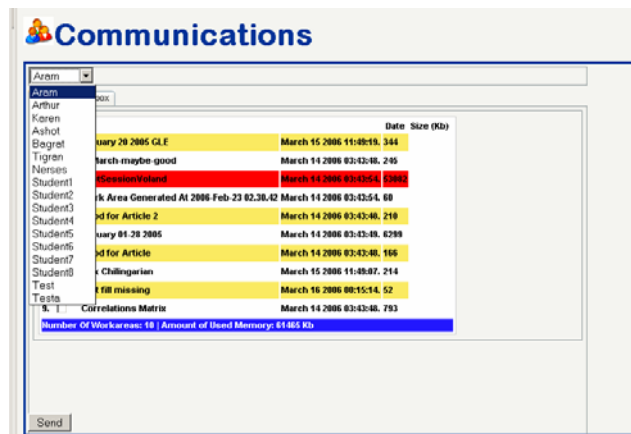 Communications
Aram
Aram
Arthur
Karen
Ashot
Bagrat
Tigran
Nerses
Student1
Student2
Student3
Student4
Student5
Student6
Student7
Student8
Test
Testa
box
Date Size (Kb)
uary 20 2005 GLE March 15 2006 11:49:19. 344
March-maybe-good March 14 2006 03:43:48. 245
tSessionVoland March 14 2006 03:43:54. 53082
rk Area Generated At 2006-Feb-23 02.30.42 March 14 2006 03:43:54. 60
od for Article 2 March 14 2006 03:43:48. 210
uary 01-28 2005 March 14 2006 03:43:49. 6299
od for Article March 14 2006 03:43:48. 166
Chilingarian March 15 2006 11:49:07. 214
t fill missing March 16 2006 00:15:14. 52
9. Correlations Matrix March 14 2006 03:43:48. 793
Number Of Workareas: 10 | Amount of Used Memory: 61465 Kb
Send